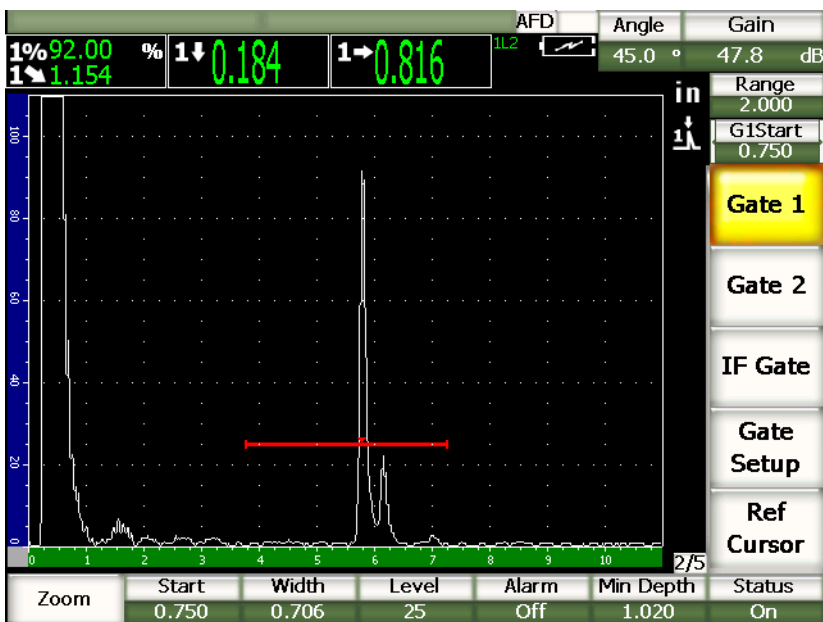 AFD
Angle
Gain
1%92.00 %
1⬊1.154
1⬇0.184
1➡0.816
1L2
45.0 °
47.8 dB
in
Range
2.000
G1Start
0.750
1
100
80
60
40
20
0
Gate 1
Gate 2
IF Gate
Gate
Setup
Ref
Cursor
0 1 2 3 4 5 6 7 8 9 10
2/5
Zoom
Start Width Level Alarm Min Depth Status
0.750 0.706 25 Off 1.020 On